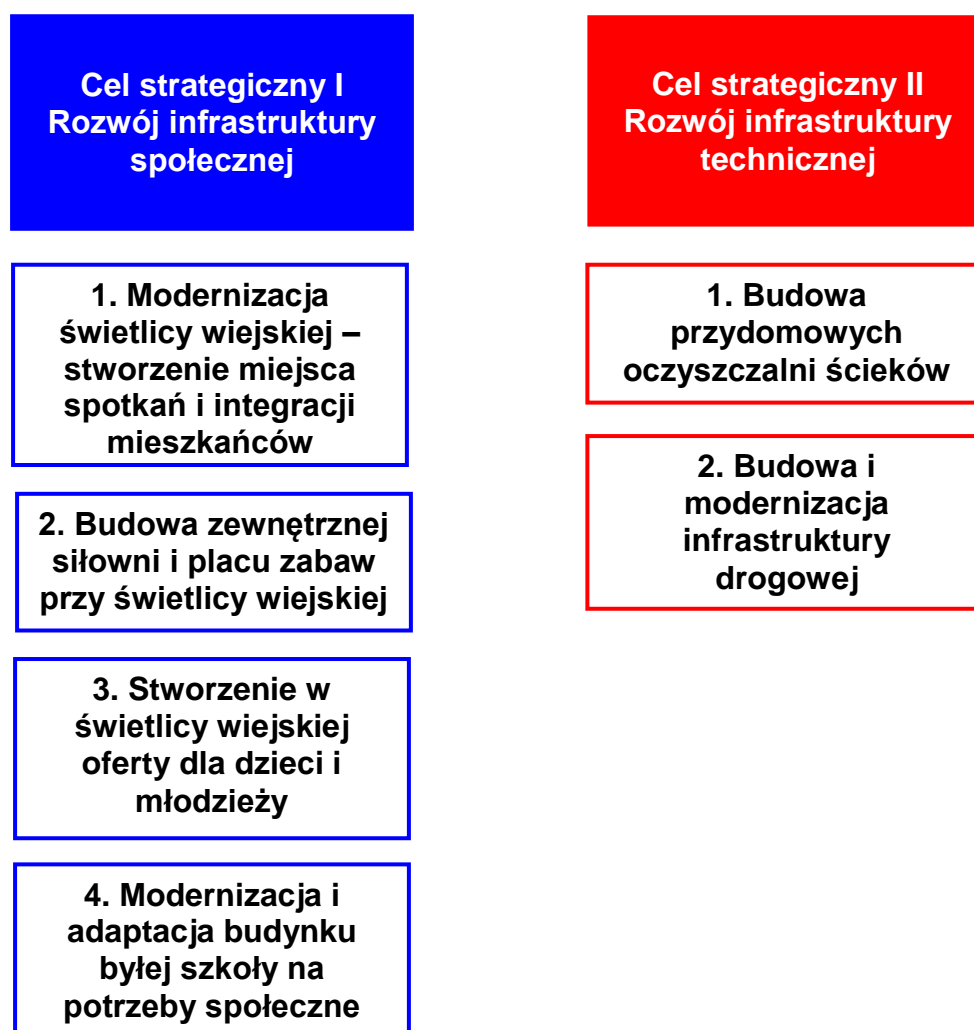 Cel strategiczny I
Rozwój infrastruktury
społecznej
1. Modernizacja
świetlicy wiejskiej –
stworzenie miejsca
spotkań i integracji
mieszkańców
2. Budowa zewnętrznej
siłowni i placu zabaw
przy świetlicy wiejskiej
3. Stworzenie w
świetlicy wiejskiej
oferty dla dzieci i
młodzieży
4. Modernizacja i
adaptacja budynku
byłej szkoły na
potrzeby społeczne
Cel strategiczny II
Rozwój infrastruktury
technicznej
1. Budowa
przydomowych
oczyszczalni ścieków
2. Budowa i
modernizacja
infrastruktury
drogowej